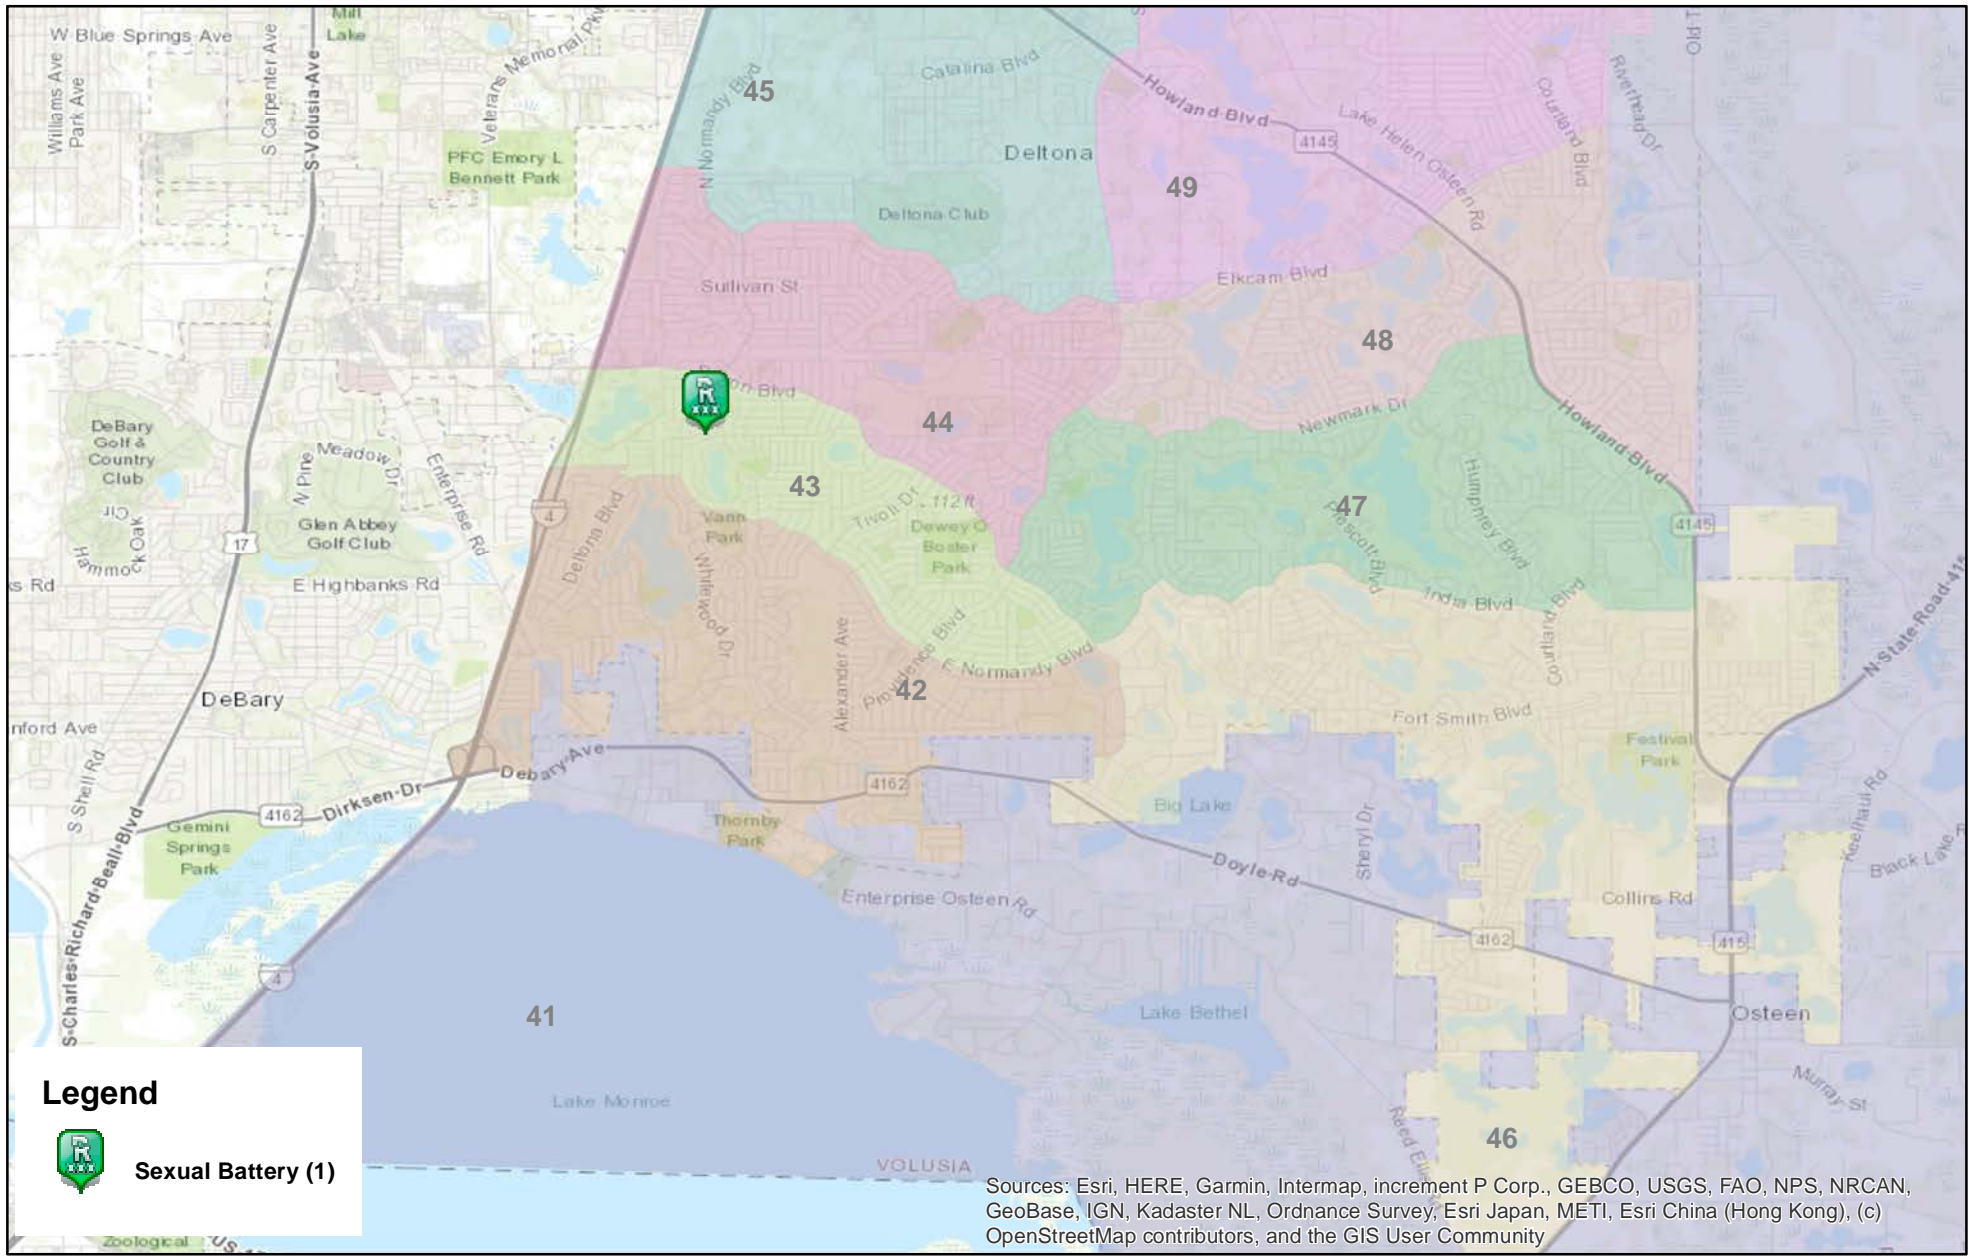 Mill
Lake
W Blue Springs Ave
Williams Ave
Park Ave
S Carpenter Ave
S Volusia Ave
Veterans Memorial Pkw
PFC Emory L
Bennett Park
N Normandy Blvd
45
Catalina Blvd
Deltona
Deltona Club
Howland Blvd
4145
Lake Helen Osteen Rd
Courtland Blvd
Riverhead Dr
Old T
49
Elkcam Blvd
Sullivan St
48
44
Newmark Dr
Howland Blvd
DeBary
Golf &
Country
Club
N Pine
Meadow Dr
Enterprise Rd
Hammock Oak
Cir
Glen Abbey
Golf Club
17
4
Deltona Blvd
43
Tivoli Dr
112 ft
Vann
Park
Dewey O
Boster
Park
47
Prescott Blvd
Humphrey Blvd
4145
ks Rd
E Highbanks Rd
Whitewood Dr
Alexander Ave
Providence Blvd
E Normandy Blvd
42
India Blvd
Courtland Blvd
N State Road 415
DeBary
nford Ave
S Shell Rd
Fort Smith Blvd
Festival
Park
Debary Ave
4162
Dirksen Dr
4162
Gemini
Springs
Park
Thornby
Park
Big Lake
Doyle Rd
Sheryl Dr
Keelhaul Rd
Black Lake R
S Charles Richard Beall Blvd
Enterprise Osteen Rd
Collins Rd
4162
415
4
41
Lake Bethel
Osteen
Murray St
Lake Monroe
46
VOLUSIA
Legend
R
xxx
Sexual Battery (1)
Zoological
Sources: Esri, HERE, Garmin, Intermap, increment P Corp., GEBCO, USGS, FAO, NPS, NRCAN,
GeoBase, IGN, Kadaster NL, Ordnance Survey, Esri Japan, METI, Esri China (Hong Kong), (c)
OpenStreetMap contributors, and the GIS User Community